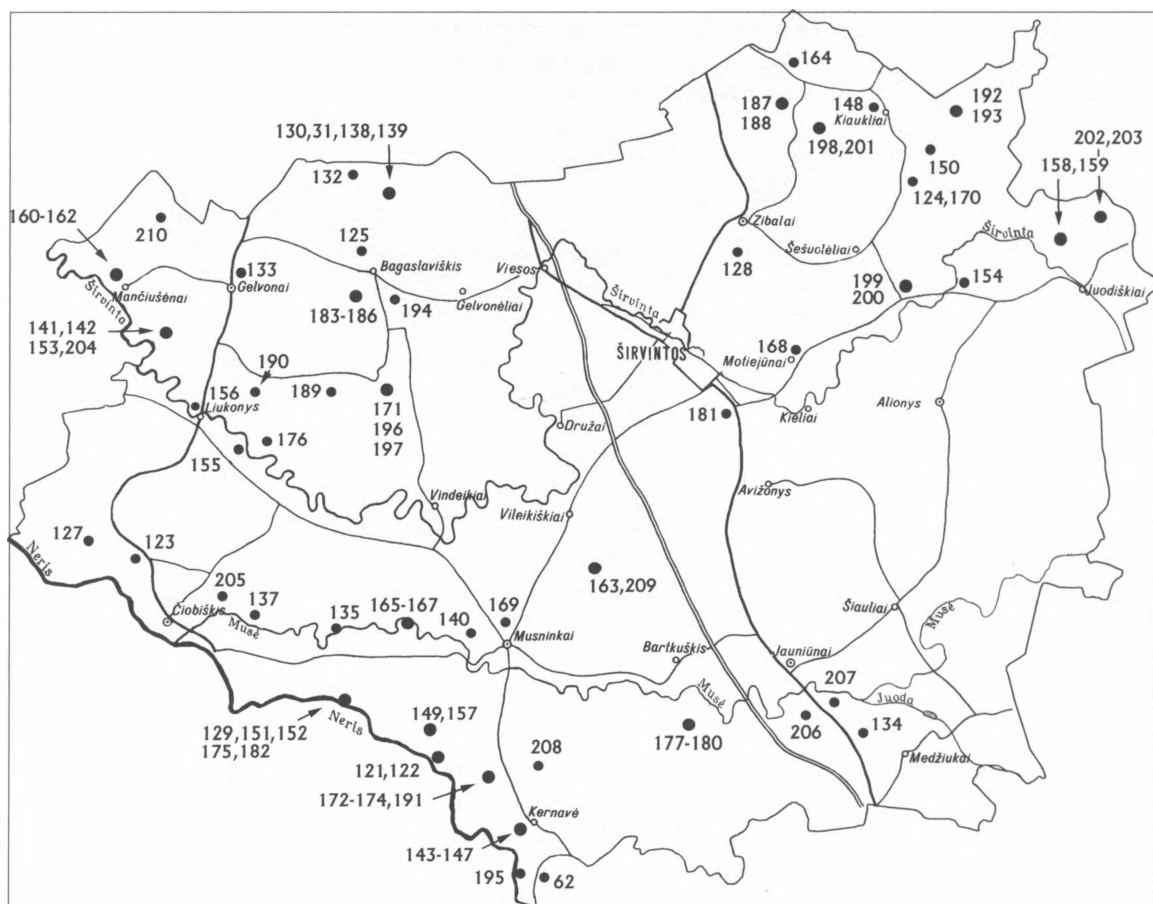 164
187
188
148
Kiaukliai
192
193
198,201
150
202,203
130,31,138,139
132
124,170
158,159
160-162
210
Zibalai
Širvinta
125
128
Šešuolėliai
133
Bagaslaviškis
Viesos
Mančiušėnai
Gelvonai
Gelvonėliai
199
200
154
Juodiškiai
Širvinta
183-186
194
Širvinta
141,142
153,204
ŠIRVINTOS
168
Motiejūnai
190
156
189
171
196
197
Liukonys
Družai
181
Kieliai
Alionys
176
155
Avižonys
Vindeikiai
Vileikiškiai
127
123
Neris
163,209
205
137
Čiobiškis
Musė
135
165-167
140
169
Musninkai
Šiauliai
Musė
Bartkuškis
Jauniūnai
207
Musė
Juoda
129,151,152
175,182
Neris
149,157
177-180
206
134
208
Medžiukai
121,122
172-174,191
Kernavė
143-147
195
62